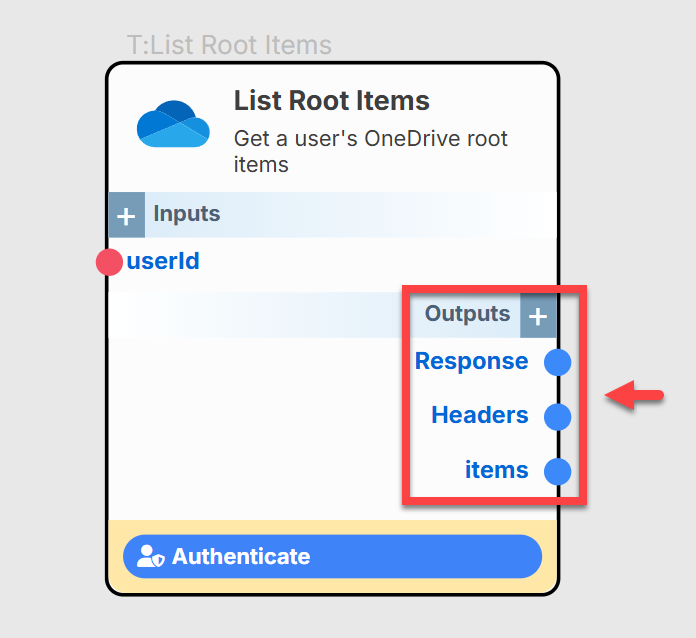 T:List Root Items
List Root Items
Get a user's OneDrive root
items
+ Inputs
userId
Outputs +
Response
Headers
items
Authenticate